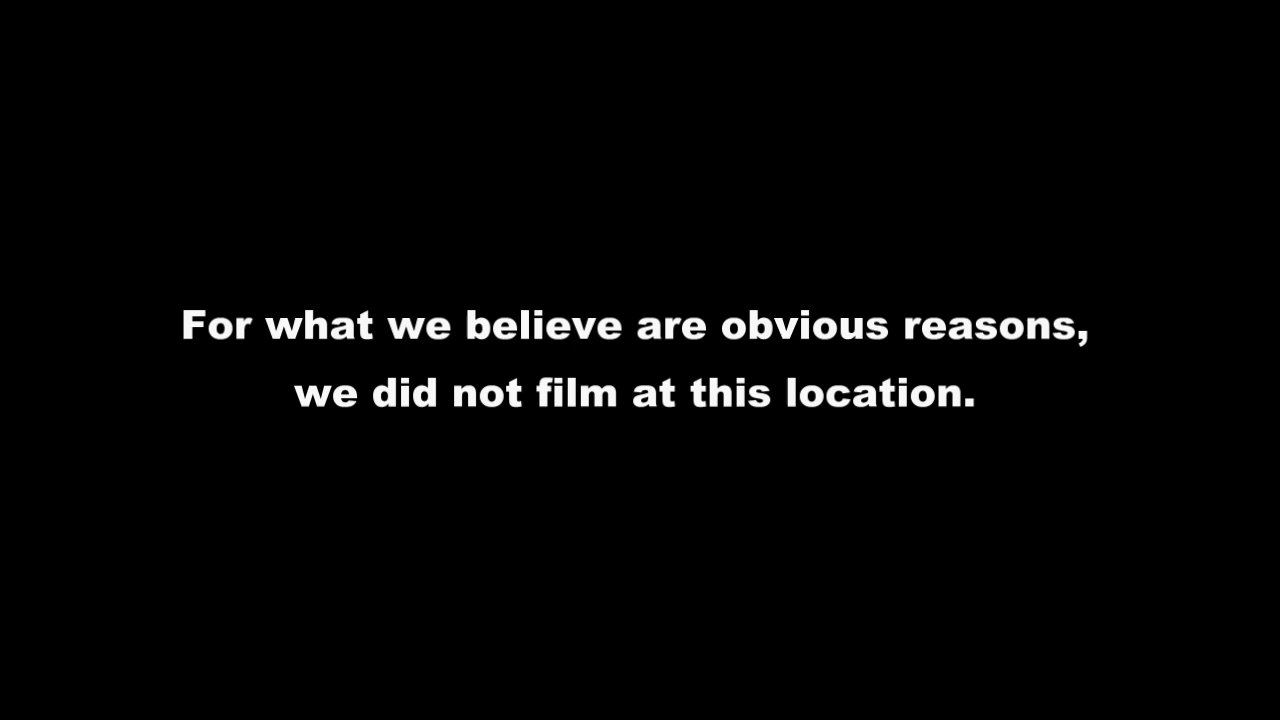 For what we believe are obvious reasons,
we did not film at this location.